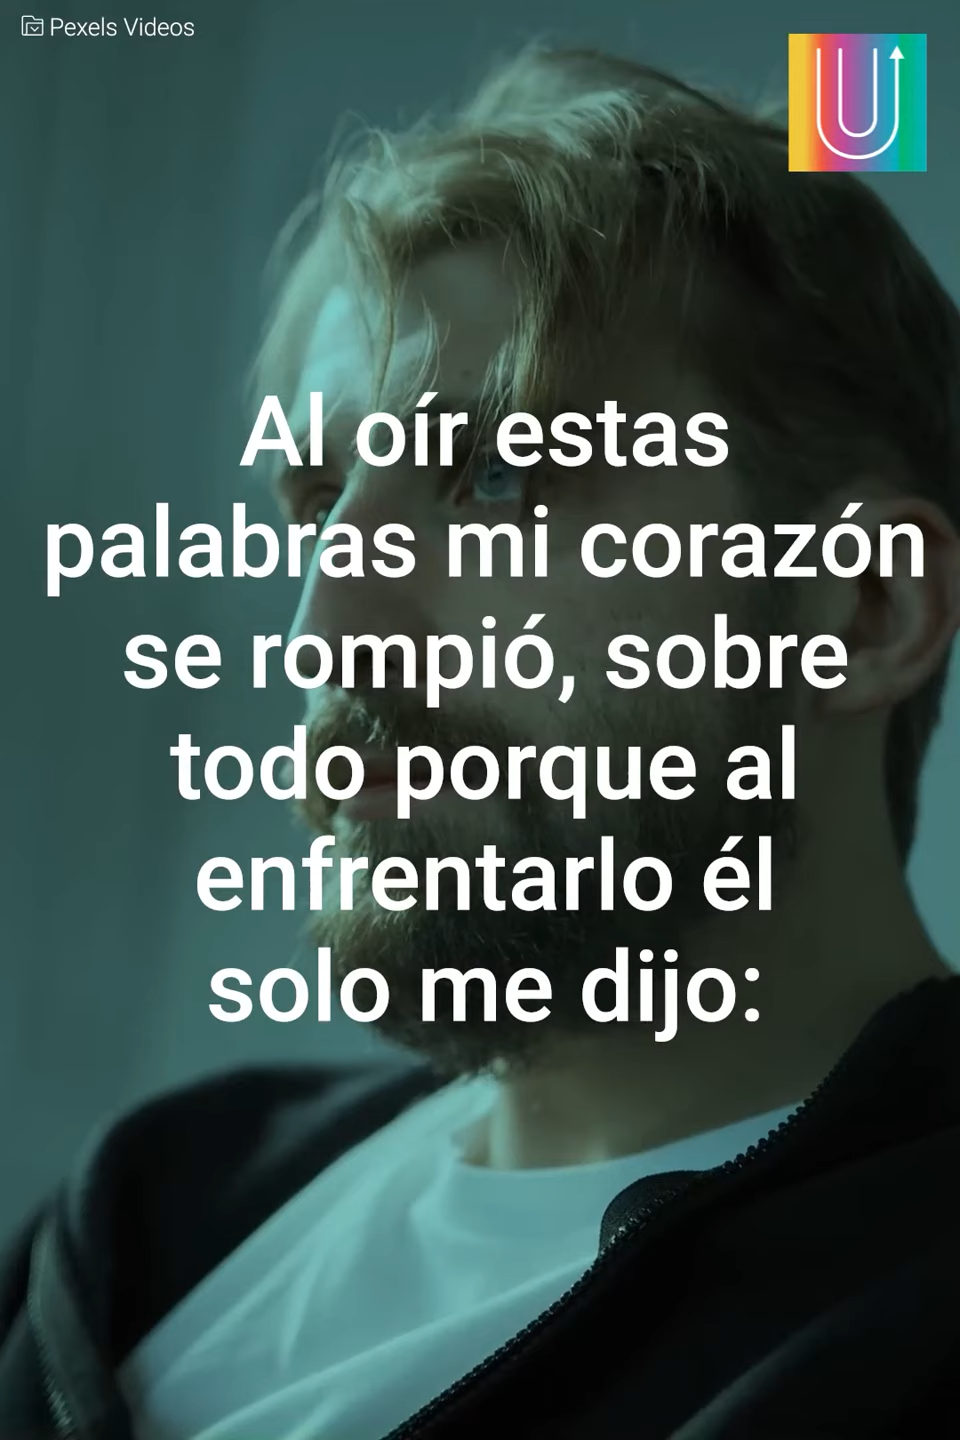 Pexels Videos
U
Al oír estas
palabras mi corazón
se rompió, sobre
todo porque al
enfrentarlo él
solo me dijo: